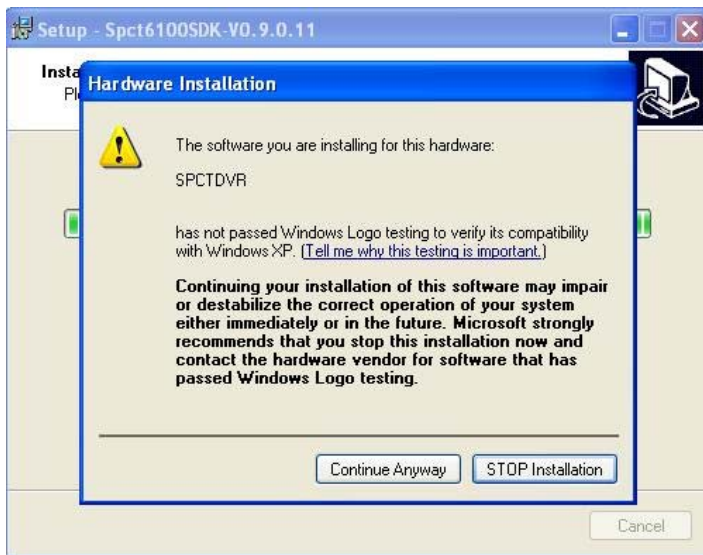 Setup - Spct6100SDK-V0.9.0.11
Hardware Installation
The software you are installing for this hardware:
SPCTDVR
has not passed Windows Logo testing to verify its compatibility
with Windows XP. (Tell me why this testing is important.)
Continuing your installation of this software may impair
or destabilize the correct operation of your system
either immediately or in the future. Microsoft strongly
recommends that you stop this installation now and
contact the hardware vendor for software that has
passed Windows Logo testing.
Continue Anyway STOP Installation
Cancel